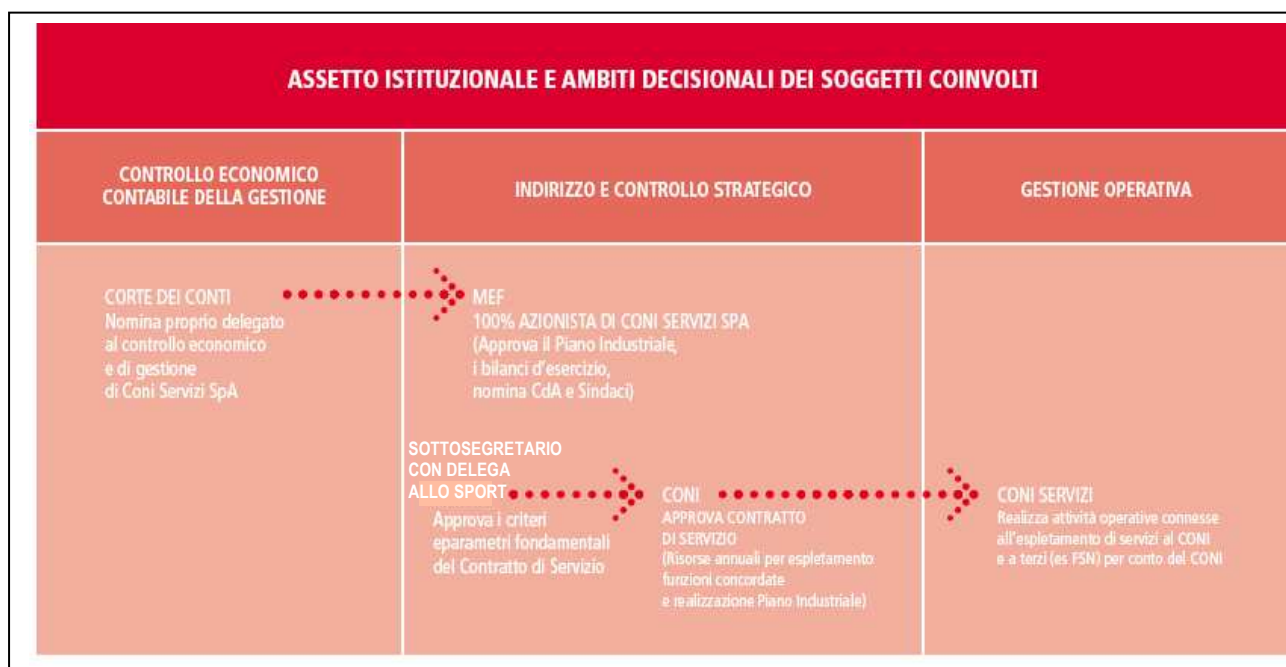 ASSETTO ISTITUZIONALE E AMBITI DECISIONALI DEI SOGGETTI COINVOLTI
CONTROLLO ECONOMICO
CONTABILE DELLA GESTIONE
INDIRIZZO E CONTROLLO STRATEGICO
GESTIONE OPERATIVA
CORTE DEI CONTI
Nomina proprio delegato
al controllo economico
e di gestione
di Coni Servizi SpA
MEF
100% AZIONISTA DI CONI SERVIZI SPA
(Approva il Piano Industriale,
i bilanci d'esercizio,
nomina CdA e Sindaci)
SOTTOSEGRETARIO
CON DELEGA
ALLO SPORT
Approva i criteri
eparametri fondamentali
del Contratto di Servizio
CONI
APPROVA CONTRATTO
DI SERVIZIO
(Risorse annuali per espletamento
funzioni concordate
e realizzazione Piano Industriale)
CONI SERVIZI
Realizza attività operative connesse
all'espletamento di servizi al CONI
e a terzi (es FSN) per conto del CONI